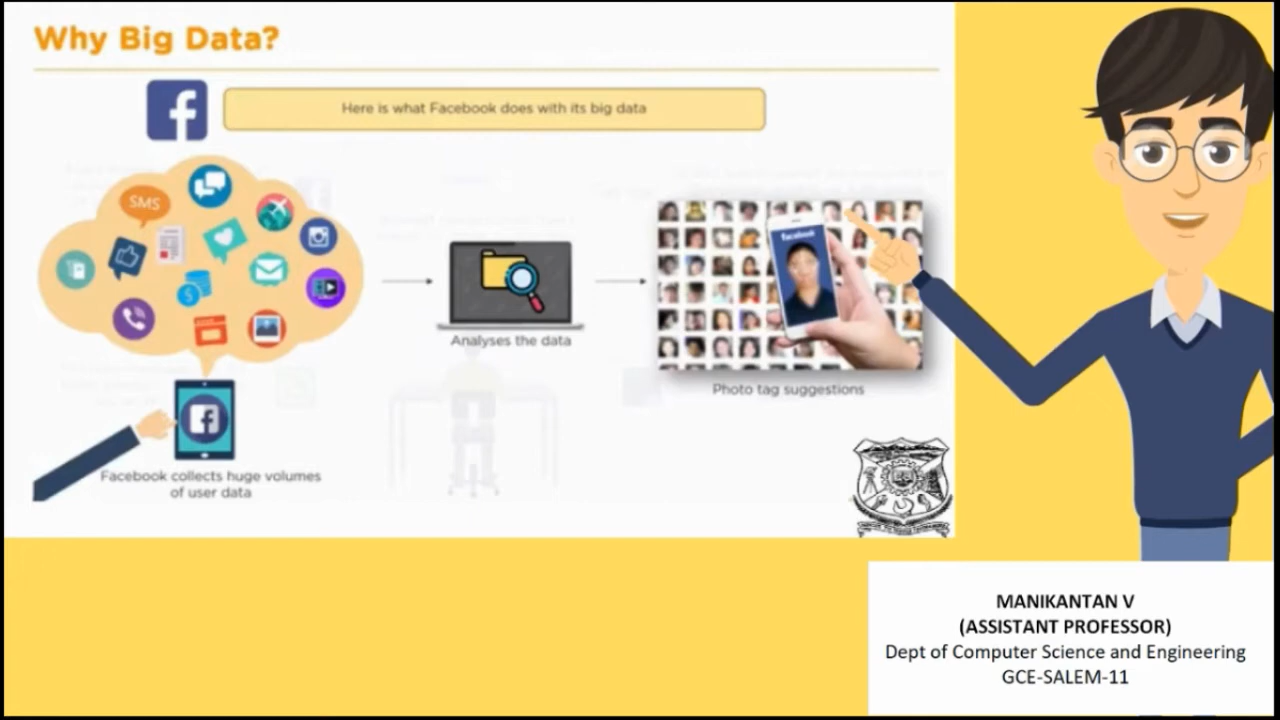 Why Big Data?
Here is what Facebook does with its big data
SMS
facebook
Analyses the data
Photo tag suggestions
Facebook collects huge volumes
of user data
MANIKANTAN V
(ASSISTANT PROFESSOR)
Dept of Computer Science and Engineering
GCE-SALEM-11